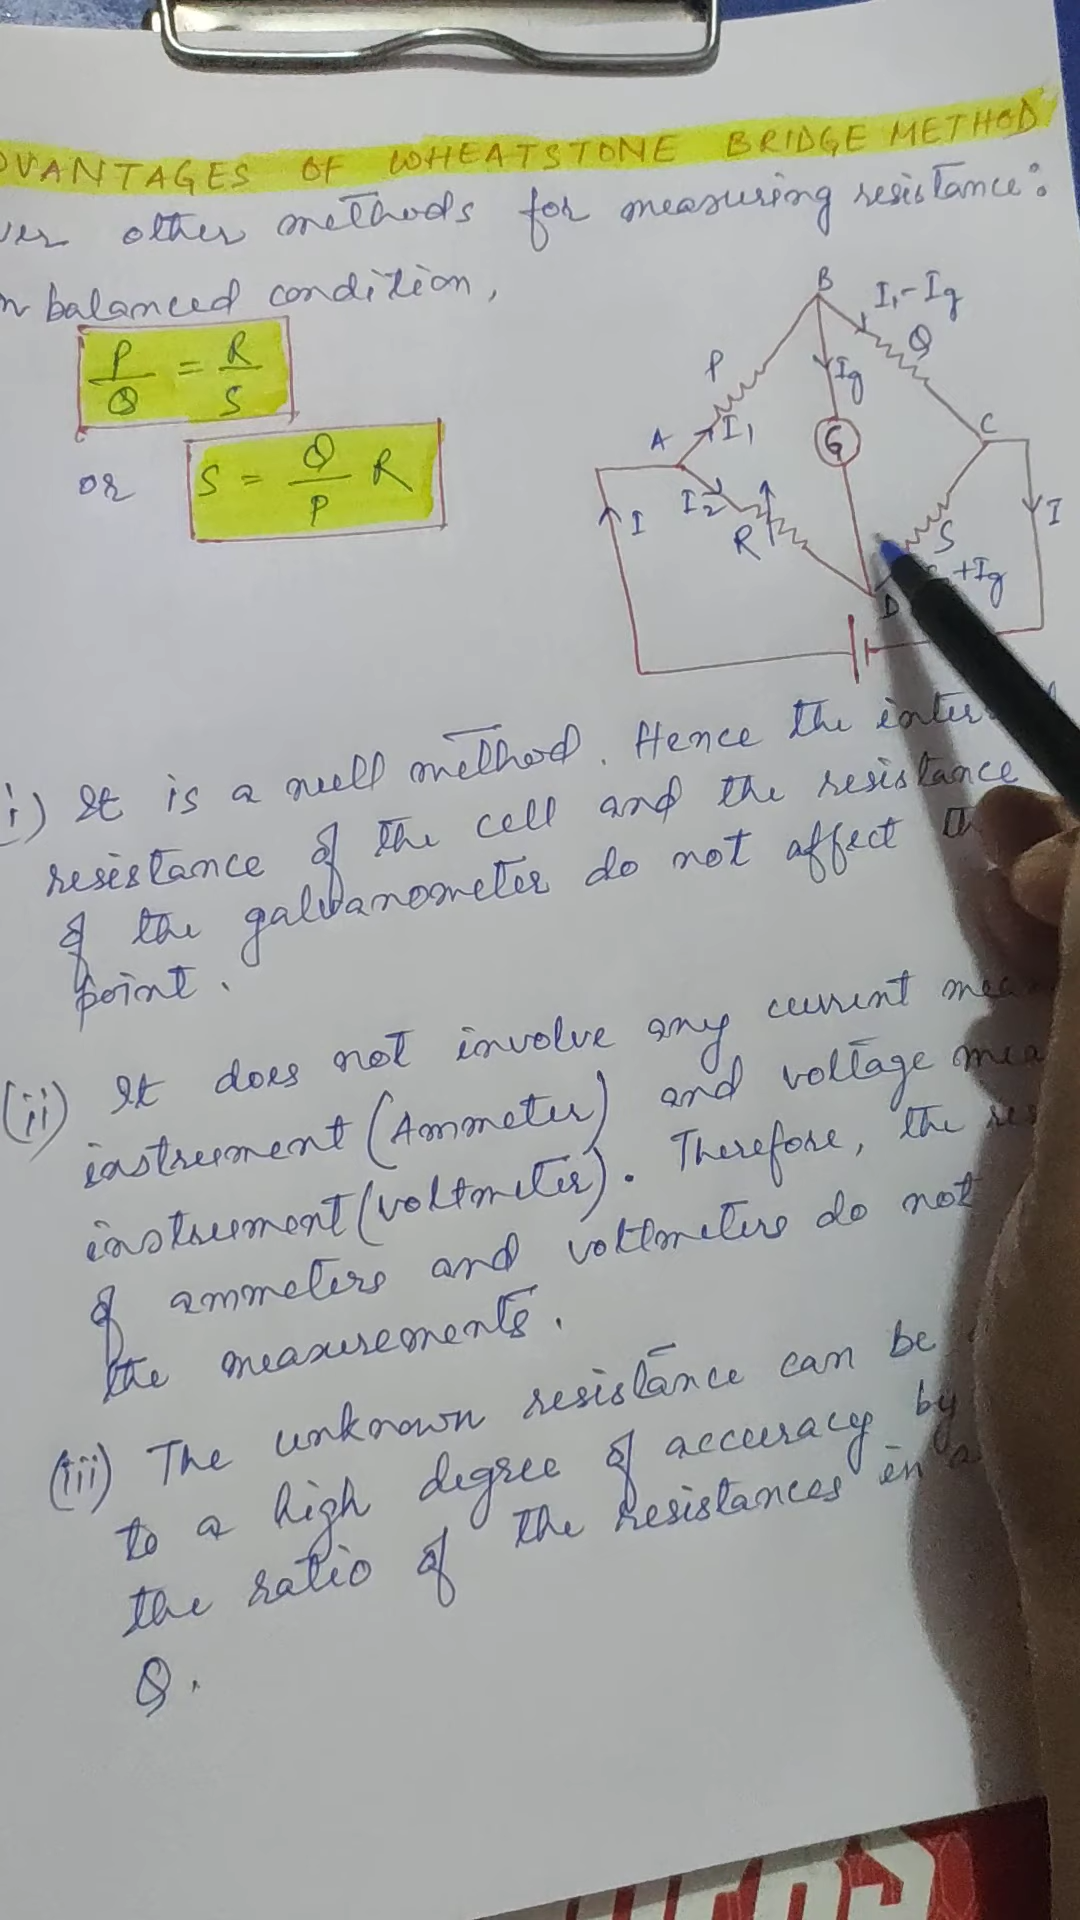 DVANTAGES OF WHEATSTONE BRIDGE METHOD
other methods for measuring resistance:
balanced condition,
P/Q = R/S
or S = Q/P R
B
I₁-Ig
Q
P
Ig
A
I₁
G
C
I₂
R
S
I
I
+Ig
D
(i) It is a null method. Hence the
resistance of the cell and the resistance
of the galvanometer do not affect
point.
(ii) It does not involve any current
instrument (Ammeter) and voltage
instrument (voltmeter). Therefore, the
of ammeters and voltmeters do not
the measurements.
(iii) The unknown resistance can be
to a high degree of accuracy by
the ratio of the resistances in
Q.